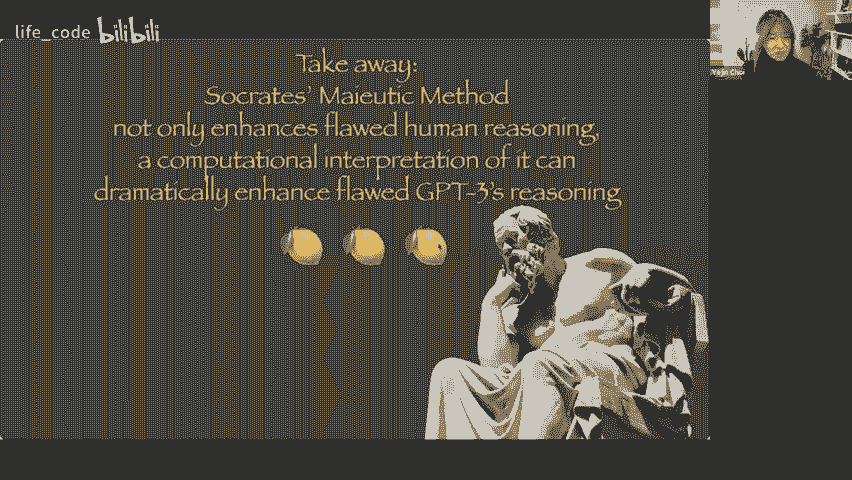 life_code bilibili
Take away:
Socrates' Maieutic Method
not only enhances flawed human reasoning,
a computational interpretation of it can
dramatically enhance flawed GPT-3's reasoning
Yejin Choi